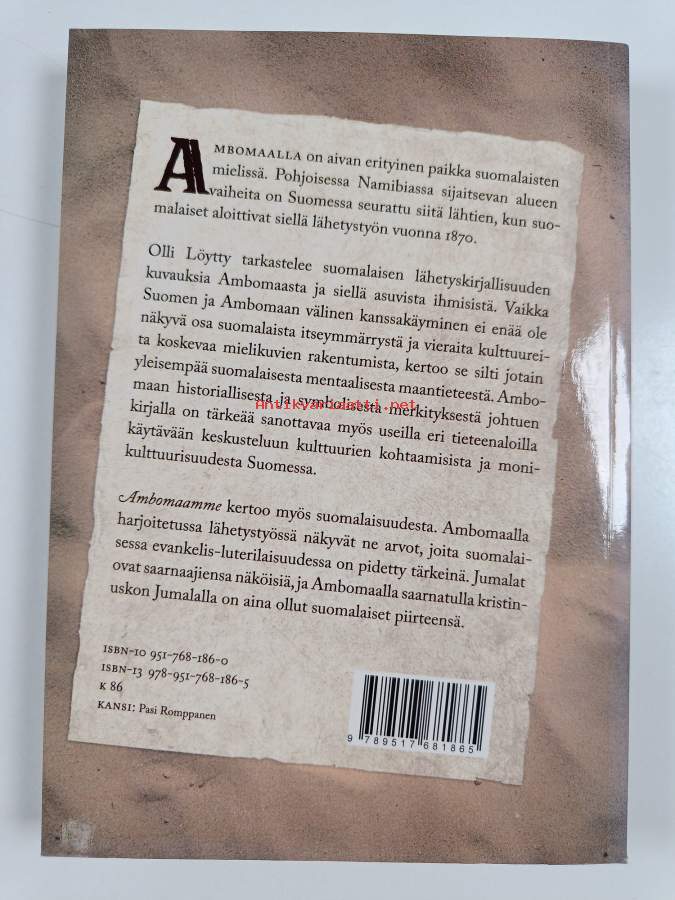 AMBOMAALLA on aivan erityinen paikka suomalaisten
mielissä. Pohjoisessa Namibiassa sijaitsevan alueen
vaiheita on Suomessa seurattu siitä lähtien, kun suo-
malaiset aloittivat siellä lähetystyön vuonna 1870.
Olli Löytty tarkastelee suomalaisen lähetyskirjallisuuden
kuvauksia Ambomaasta ja siellä asuvista ihmisistä. Vaikka
Suomen ja Ambomaan välinen kanssakäyminen ei enää ole
näkyvä osa suomalaista itseymmärrystä ja vieraita kulttuurei-
ta koskevaa mielikuvien rakentumista, kertoo se silti jotain
yleisempää suomalaisesta mentaalisesta maantieteestä. Ambo-
maan historiallisesta ja symbolisesta merkityksestä johtuen
Antikvariaatti.net
kirjalla on tärkeää sanottavaa myös useilla eri tieteenaloilla
käytävään keskusteluun kulttuurien kohtaamisista ja moni-
kulttuurisuudesta Suomessa.
Ambomaamme kertoo myös suomalaisuudesta. Ambomaalla
harjoitetussa lähetystyössä näkyvät ne arvot, joita suomalai-
sessa evankelis-luterilaisuudessa on pidetty tärkeinä. Jumalat
ovat saarnaajiensa näköisiä, ja Ambomaalla saarnatulla kristin-
uskon Jumalalla on aina ollut suomalaiset piirteensä.
ISBN-10 951-768-186-0
ISBN-13 978-951-768-186-5
K 86
KANSI: Pasi Romppanen
9 789517 681865